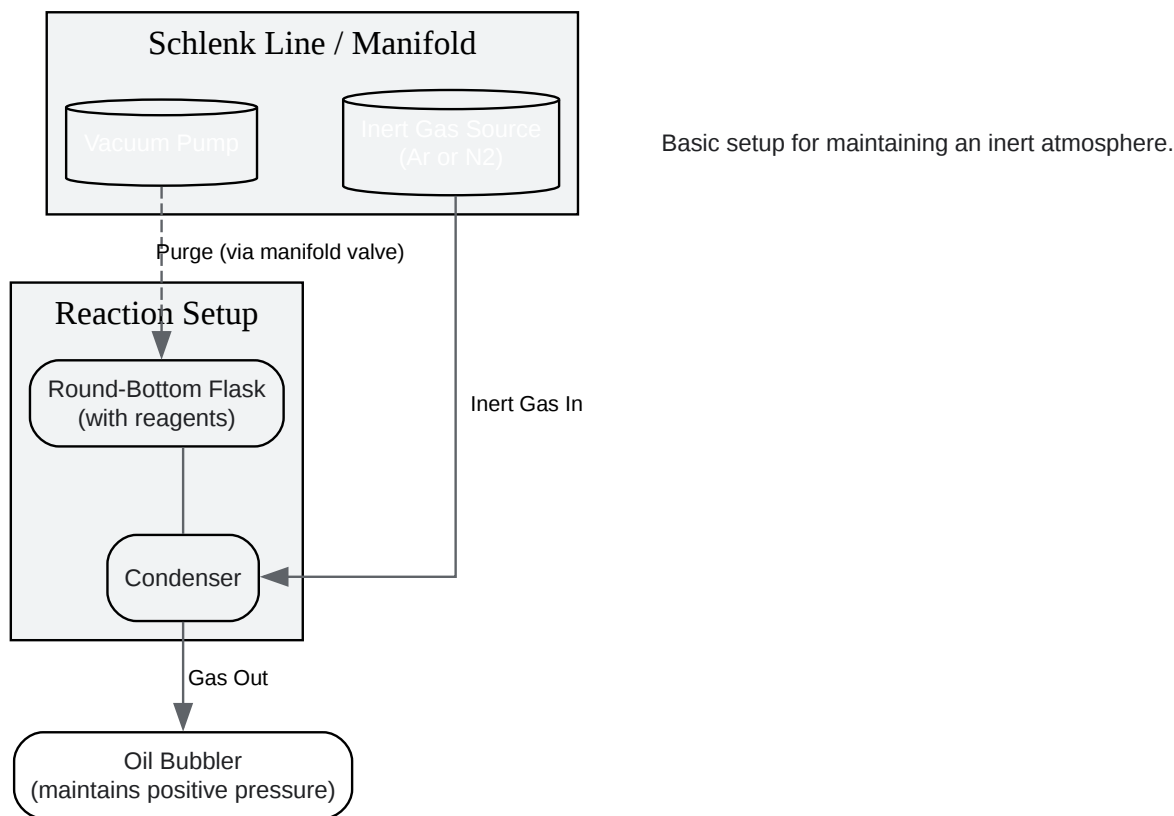 Schlenk Line / Manifold
Vacuum Pump
Inert Gas Source
(Ar or N2)
Basic setup for maintaining an inert atmosphere.
Purge (via manifold valve)
Reaction Setup
Round-Bottom Flask
(with reagents)
Inert Gas In
Condenser
Gas Out
Oil Bubbler
(maintains positive pressure)